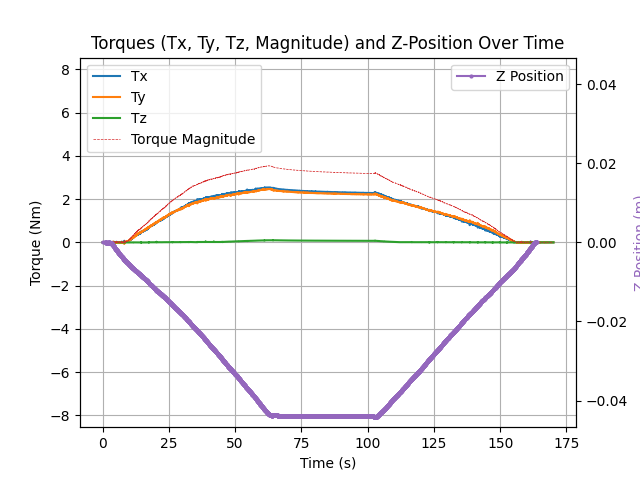 Torques (Tx, Ty, Tz, Magnitude) and Z-Position Over Time
Tx
Ty
Tz
Torque Magnitude
Z Position
8
6
4
2
0
−2
−4
−6
−8
Torque (Nm)
0.04
0.02
0.00
−0.02
−0.04
Z Position (m)
0
25
50
75
100
125
150
175
Time (s)